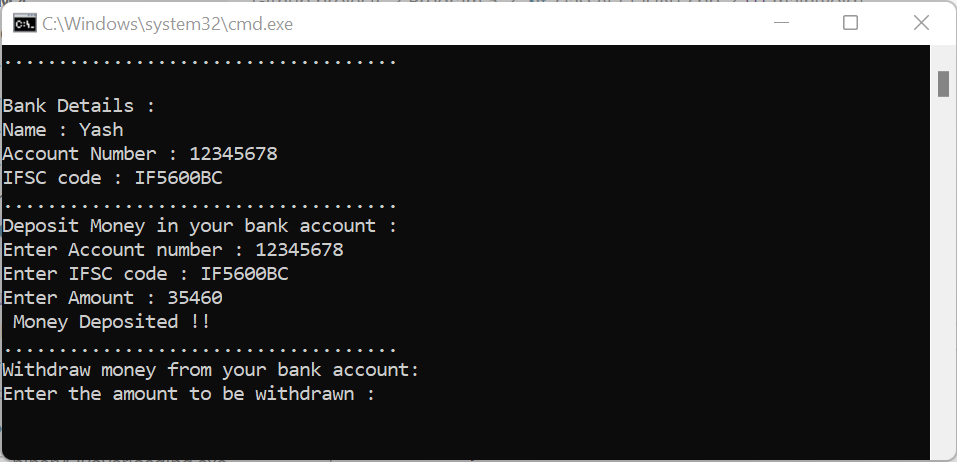 C:\Windows\system32\cmd.exe
....................................
Bank Details :
Name : Yash
Account Number : 12345678
IFSC code : IF5600BC
....................................
Deposit Money in your bank account :
Enter Account number : 12345678
Enter IFSC code : IF5600BC
Enter Amount : 35460
Money Deposited !!
....................................
Withdraw money from your bank account:
Enter the amount to be withdrawn :